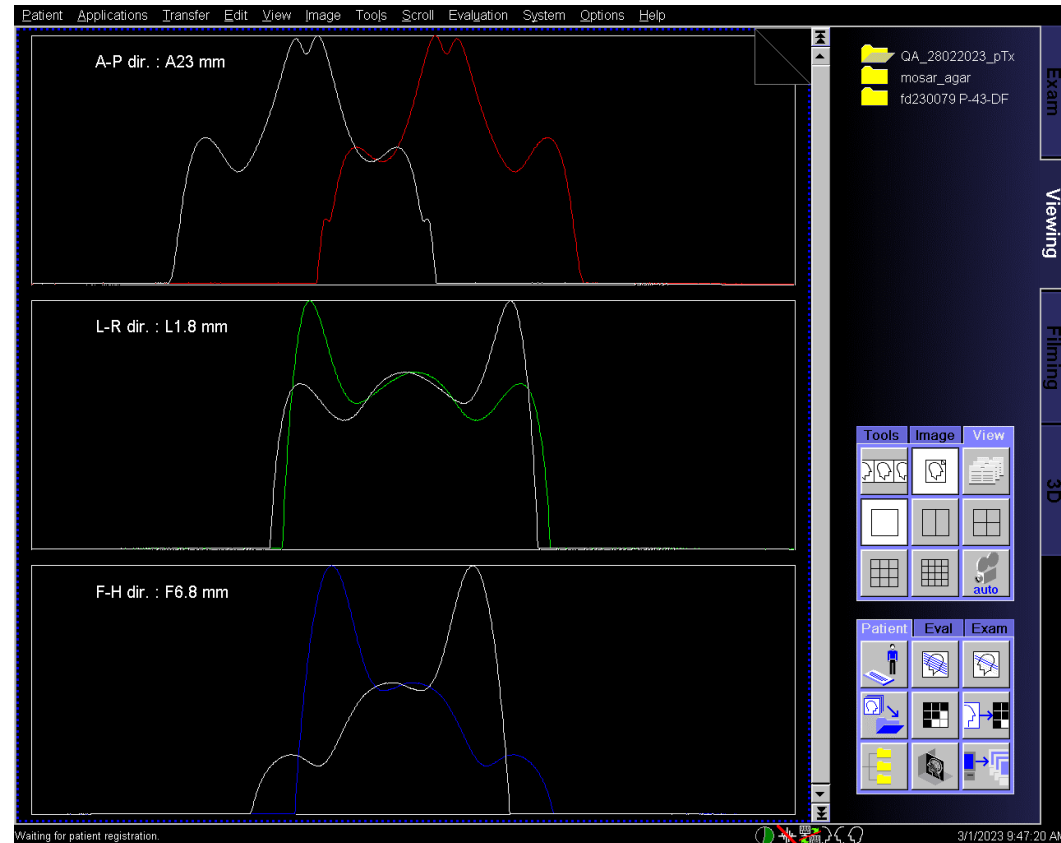 Patient Applications Transfer Edit View Image Tools Scroll Evaluation System Options Help
A-P dir. : A23 mm
L-R dir. : L1.8 mm
F-H dir. : F6.8 mm
QA_28022023_pTx
mosar_agar
fd230079 P-43-DF
Exam
Viewing
Filming
3D
Tools Image View
auto
Patient Eval Exam
Waiting for patient registration.
3/1/2023 9:47:20 AM